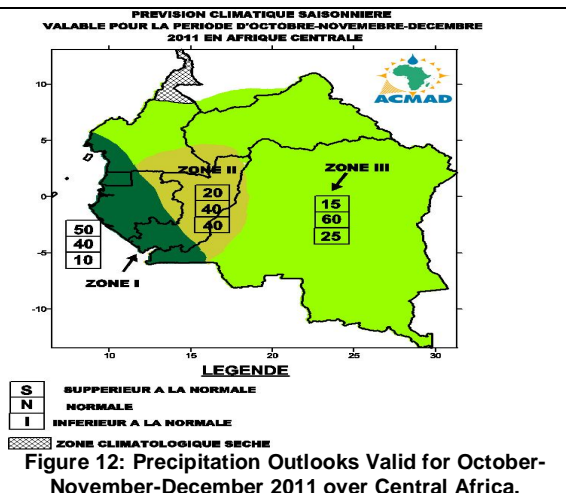 PREVISION CLIMATIQUE SAISONNIERE
VALABLE POUR LA PERIODE D'OCTOBRE-NOVEMEBRE-DECEMBRE
2011 EN AFRIQUE CENTRALE
ACMAD
10
5
0
-5
-10
ZONE II
20
40
40
ZONE III
15
60
25
50
40
10
ZONE I
10
15
20
25
30
LEGENDE
S SUPPERIEUR A LA NORMALE
N NORMALE
I INFERIEUR A LA NORMALE
ZONE CLIMATOLOGIQUE SECHE
Figure 12: Precipitation Outlooks Valid for October-
November-December 2011 over Central Africa.